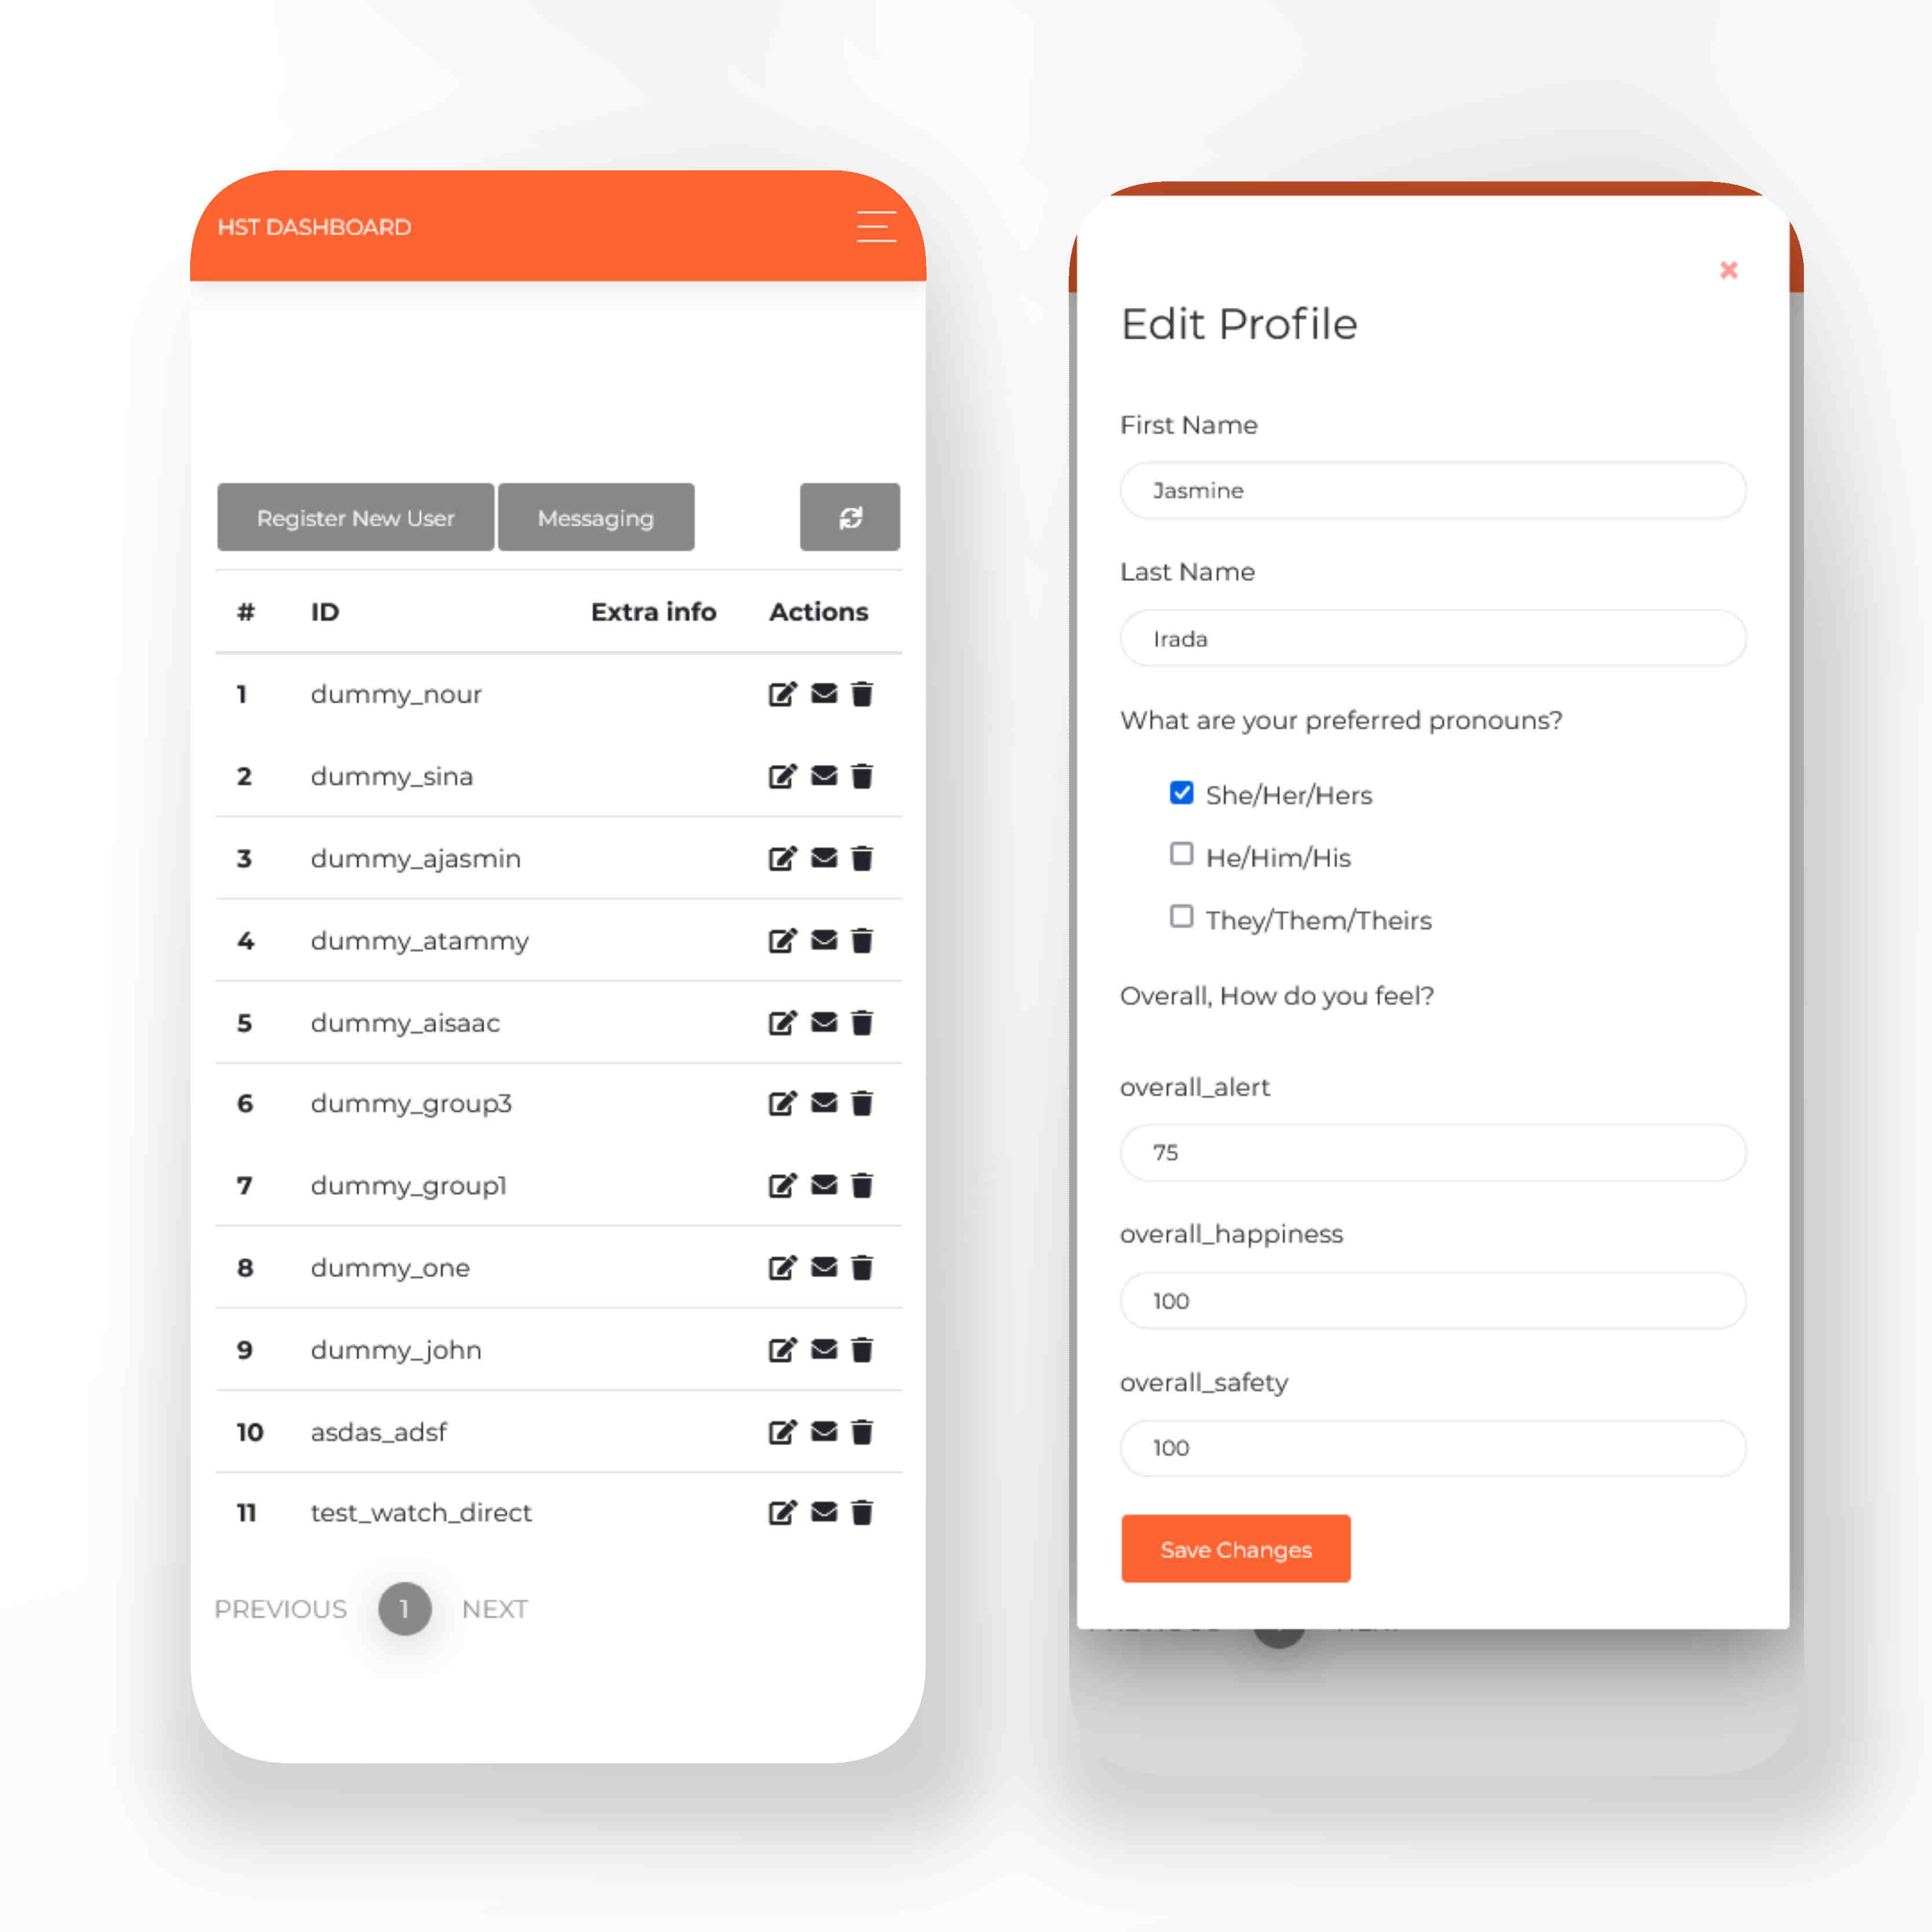 HST DASHBOARD
Register New User
Messaging
# ID Extra info Actions
1 dummy_nour
2 dummy_sina
3 dummy_ajasmin
4 dummy_atammy
5 dummy_aisaac
6 dummy_group3
7 dummy_group1
8 dummy_one
9 dummy_john
10 asdas_adsf
11 test_watch_direct
PREVIOUS 1 NEXT
Edit Profile
First Name
Jasmine
Last Name
Irada
What are your preferred pronouns?
She/Her/Hers
He/Him/His
They/Them/Theirs
Overall, How do you feel?
overall_alert
75
overall_happiness
100
overall_safety
100
Save Changes